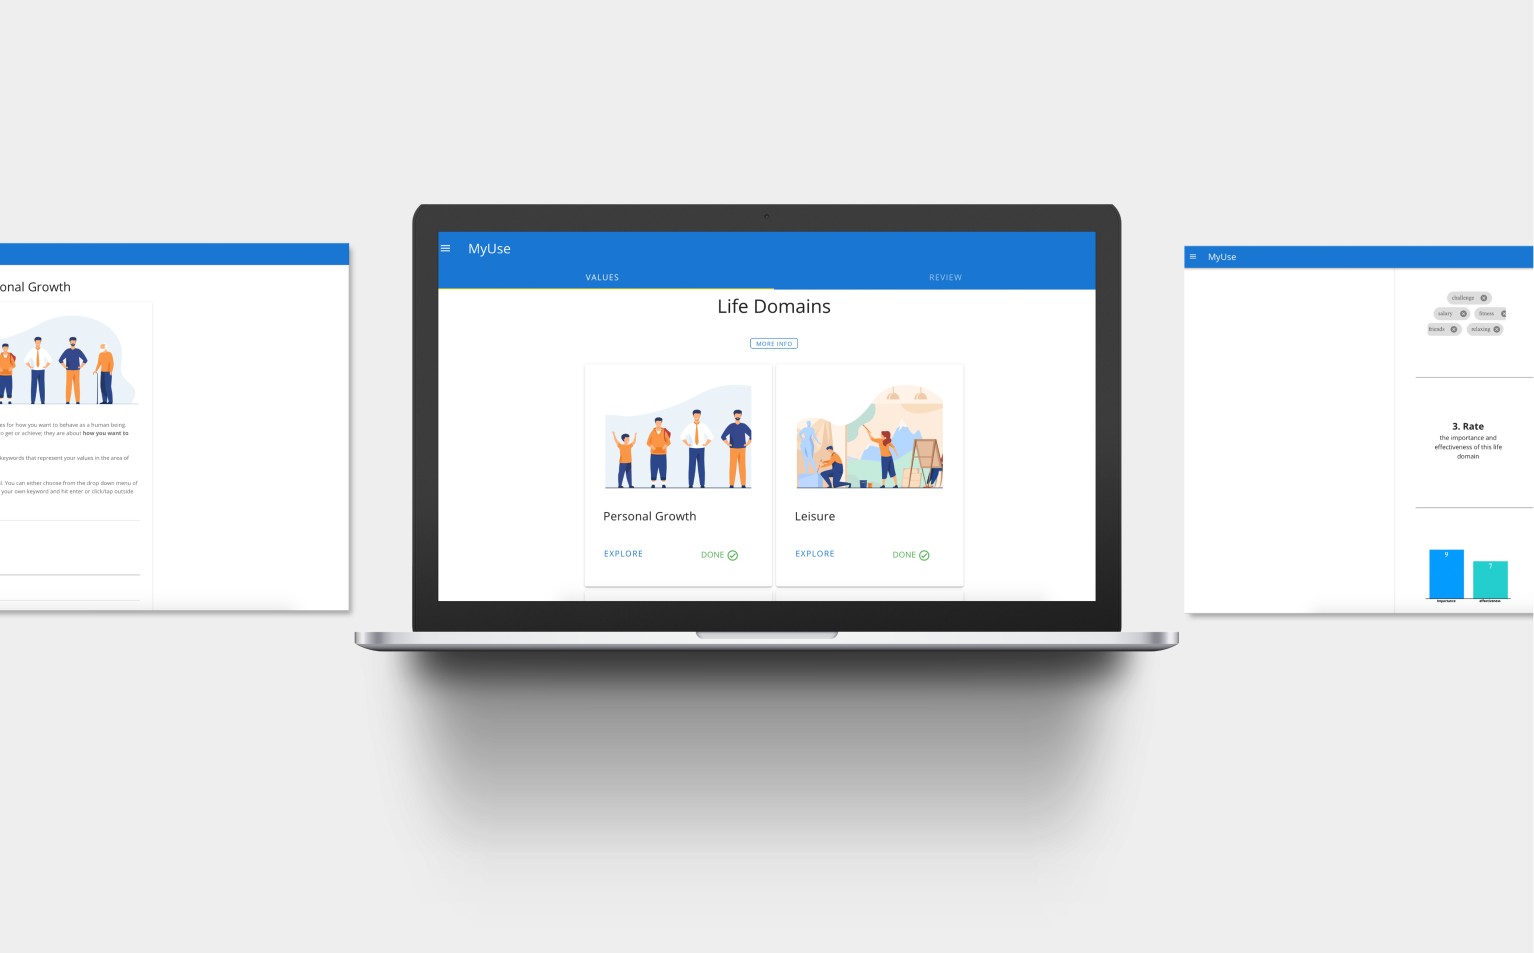 onal Growth
es for how you want to behave as a human being.
o get or achieve; they are about how you want to
keywords that represent your values in the area of
l. You can either choose from the drop down menu of
your own keyword and hit enter or click/tap outside
MyUse
VALUES
REVIEW
Life Domains
MORE INFO
Personal Growth
Leisure
EXPLORE
DONE
EXPLORE
DONE
MyUse
challenge
salary
fitness
friends
relaxing
3. Rate
the importance and
effectiveness of this life
domain
9
7
importance
effectiveness